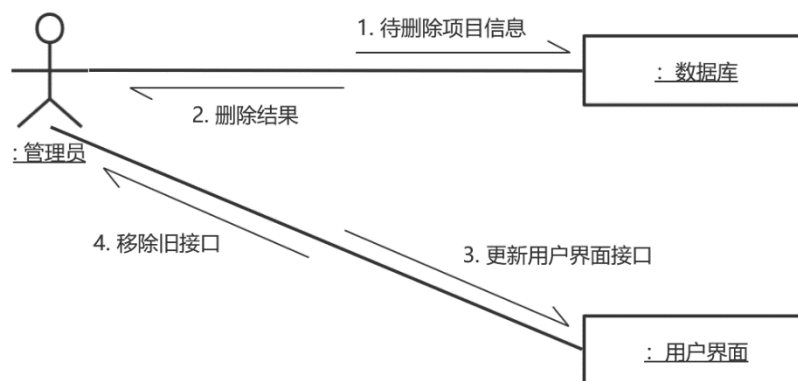 1. 待删除项目信息
: 数据库
2. 删除结果
: 管理员
4. 移除旧接口
3. 更新用户界面接口
: 用户界面